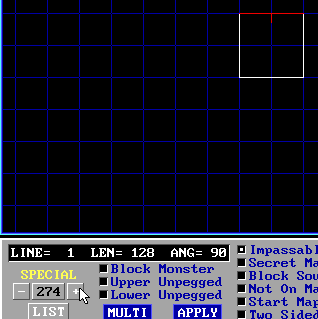 LINE= 1 LEN= 128 ANG= 90
SPECIAL
- 274 +
LIST
Block Monster
Upper Unpegged
Lower Unpegged
MULTI APPLY
Impassabl
Secret Ma
Block Sou
Not On Ma
Start Map
Two Sided